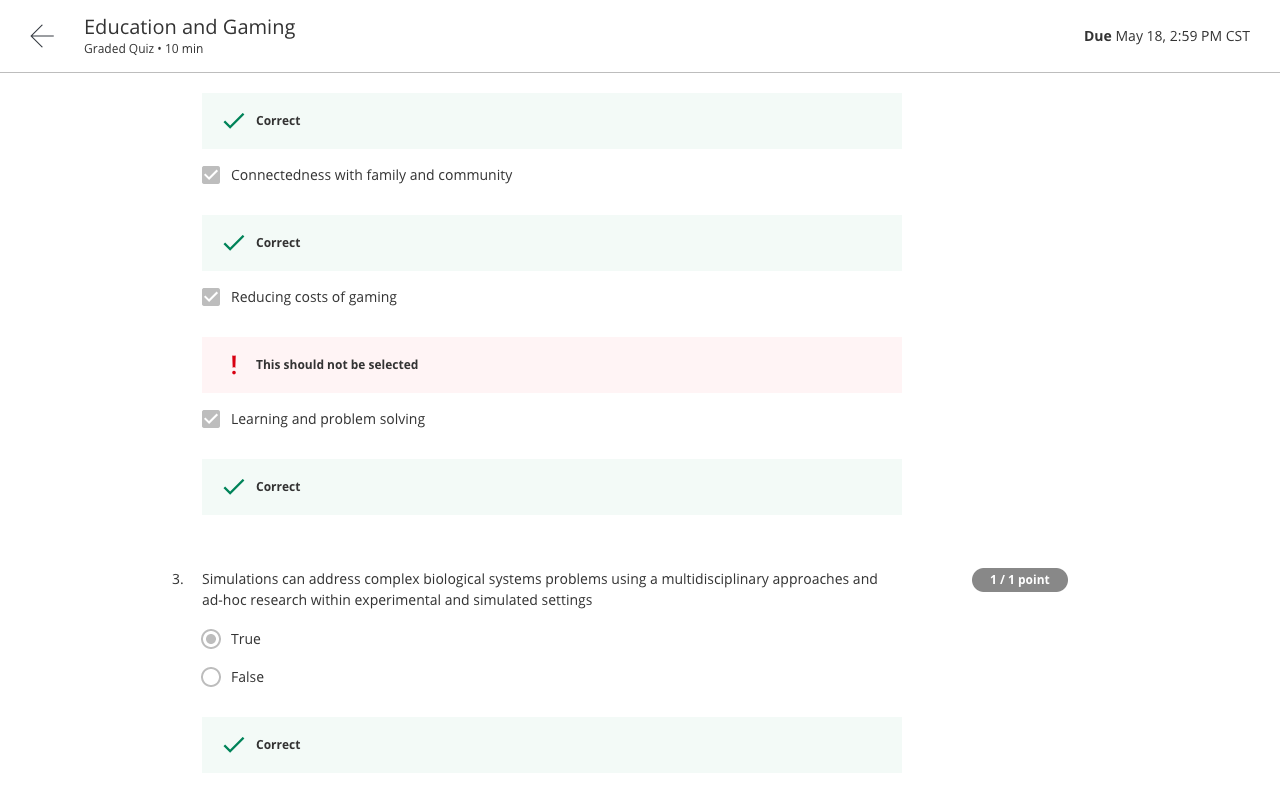 Education and Gaming
Graded Quiz • 10 min
Due May 18, 2:59 PM CST
Correct
Connectedness with family and community
Correct
Reducing costs of gaming
This should not be selected
Learning and problem solving
Correct
3. Simulations can address complex biological systems problems using a multidisciplinary approaches and
ad-hoc research within experimental and simulated settings
1 / 1 point
True
False
Correct